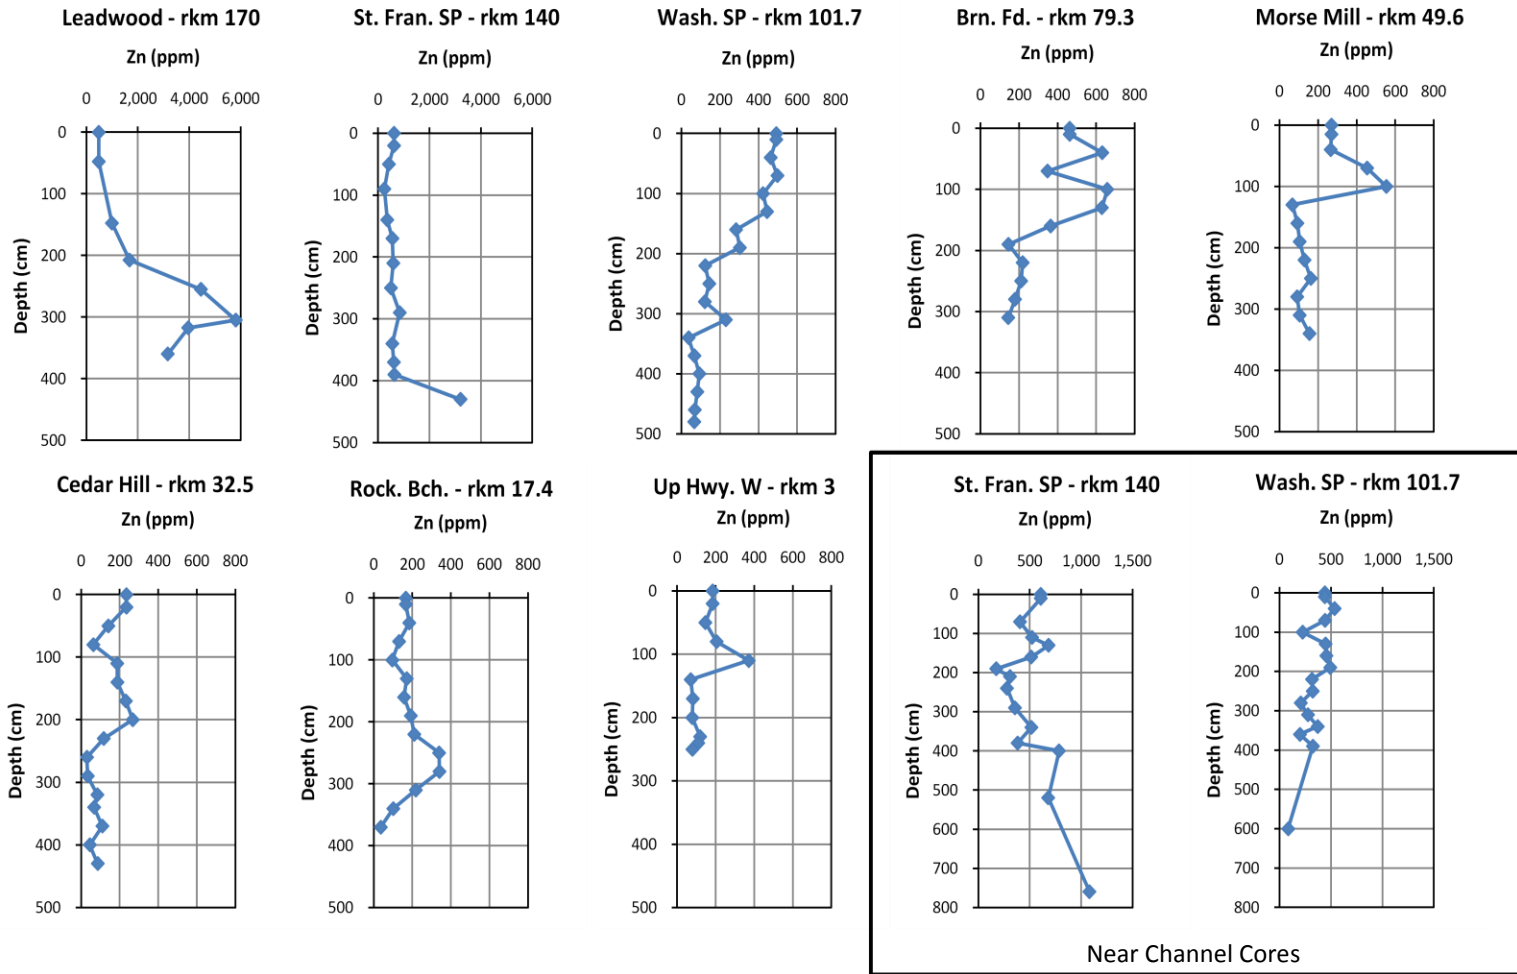 Leadwood - rkm 170
Zn (ppm)
0 2,000 4,000 6,000
0
100
200
300
400
500
Depth (cm)
St. Fran. SP - rkm 140
Zn (ppm)
0 2,000 4,000 6,000
0
100
200
300
400
500
Depth (cm)
Wash. SP - rkm 101.7
Zn (ppm)
0 200 400 600 800
0
100
200
300
400
500
Depth (cm)
Brn. Fd. - rkm 79.3
Zn (ppm)
0 200 400 600 800
0
100
200
300
400
500
Depth (cm)
Morse Mill - rkm 49.6
Zn (ppm)
0 200 400 600 800
0
100
200
300
400
500
Depth (cm)
Cedar Hill - rkm 32.5
Zn (ppm)
0 200 400 600 800
0
100
200
300
400
500
Depth (cm)
Rock. Bch. - rkm 17.4
Zn (ppm)
0 200 400 600 800
0
100
200
300
400
500
Depth (cm)
Up Hwy. W - rkm 3
Zn (ppm)
0 200 400 600 800
0
100
200
300
400
500
Depth (cm)
St. Fran. SP - rkm 140
Zn (ppm)
0 500 1,000 1,500
0
100
200
300
400
500
600
700
800
Depth (cm)
Wash. SP - rkm 101.7
Zn (ppm)
0 500 1,000 1,500
0
100
200
300
400
500
600
700
800
Depth (cm)
Near Channel Cores